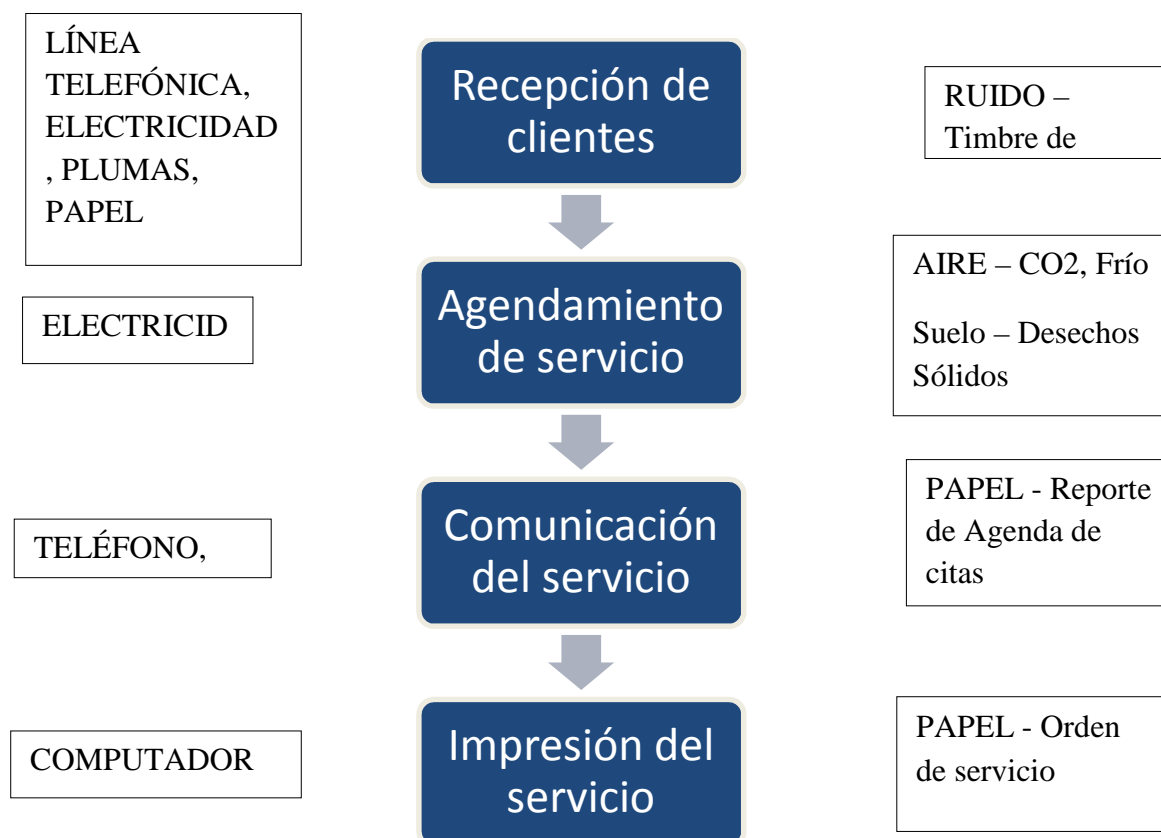 LÍNEA
TELEFÓNICA,
ELECTRICIDAD
, PLUMAS,
PAPEL
Recepción de
clientes
RUIDO –
Timbre de
ELECTRICID
Agendamiento
de servicio
AIRE – CO2, Frío
Suelo – Desechos
Sólidos
TELÉFONO,
Comunicación
del servicio
PAPEL - Reporte
de Agenda de
citas
COMPUTADOR
Impresión del
servicio
PAPEL - Orden
de servicio